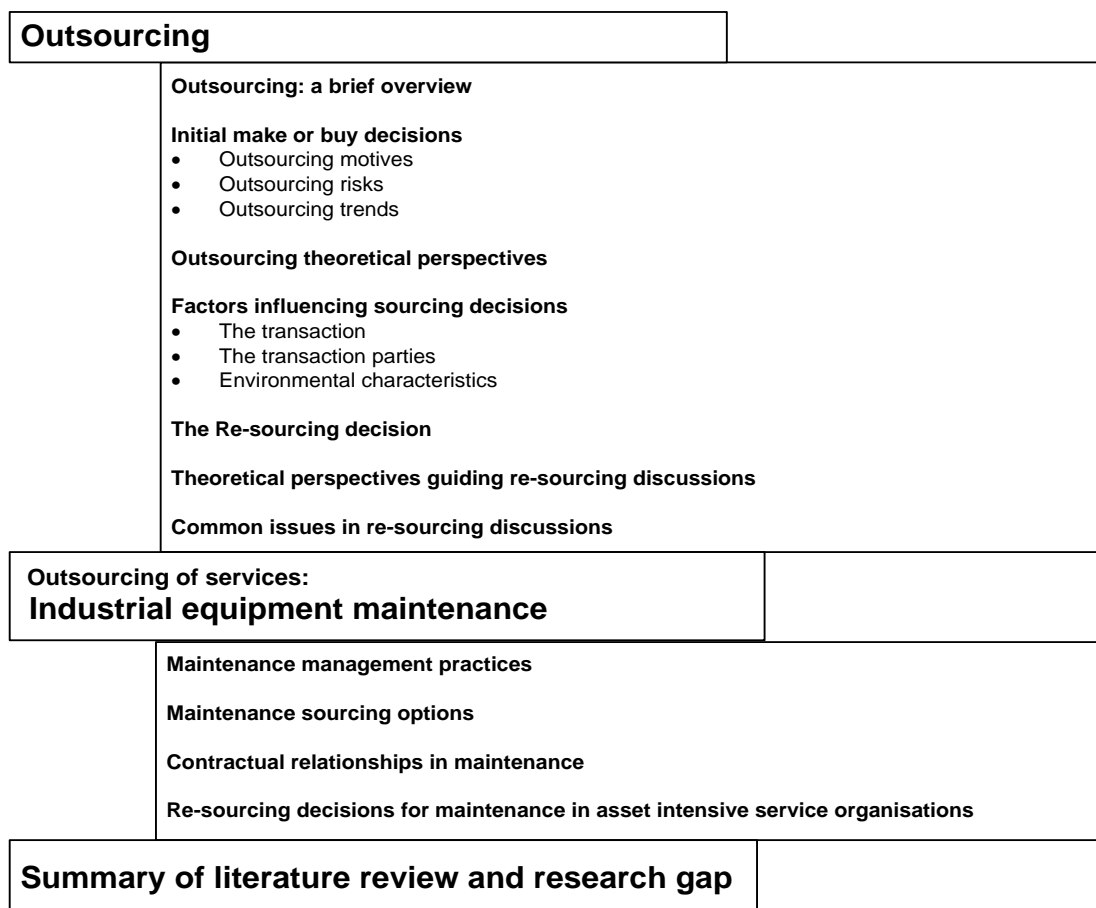 Outsourcing
Outsourcing: a brief overview
Initial make or buy decisions
• Outsourcing motives
• Outsourcing risks
• Outsourcing trends
Outsourcing theoretical perspectives
Factors influencing sourcing decisions
• The transaction
• The transaction parties
• Environmental characteristics
The Re-sourcing decision
Theoretical perspectives guiding re-sourcing discussions
Common issues in re-sourcing discussions
Outsourcing of services:
Industrial equipment maintenance
Maintenance management practices
Maintenance sourcing options
Contractual relationships in maintenance
Re-sourcing decisions for maintenance in asset intensive service organisations
Summary of literature review and research gap